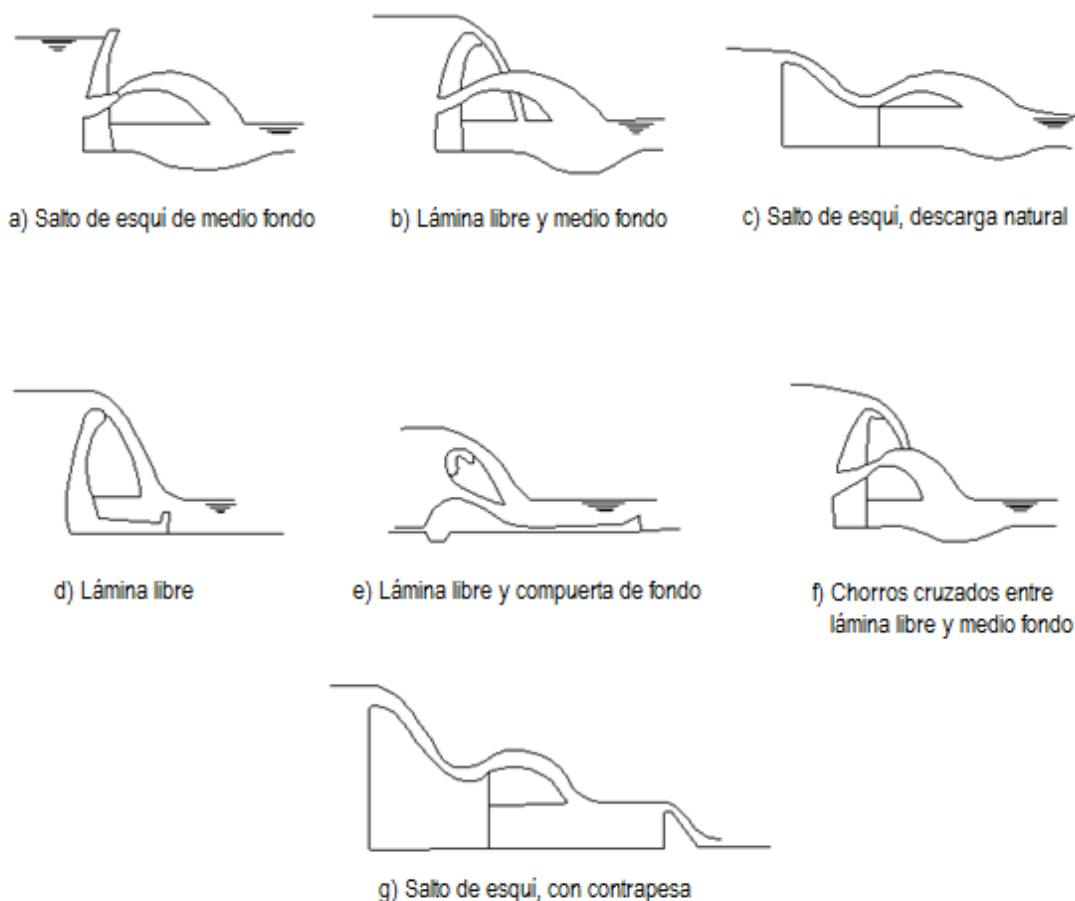 a) Salto de esquí de medio fondo
b) Lámina libre y medio fondo
c) Salto de esquí, descarga natural
d) Lámina libre
e) Lámina libre y compuerta de fondo
f) Chorros cruzados entre
lámina libre y medio fondo
g) Salto de esquí, con contrapesa